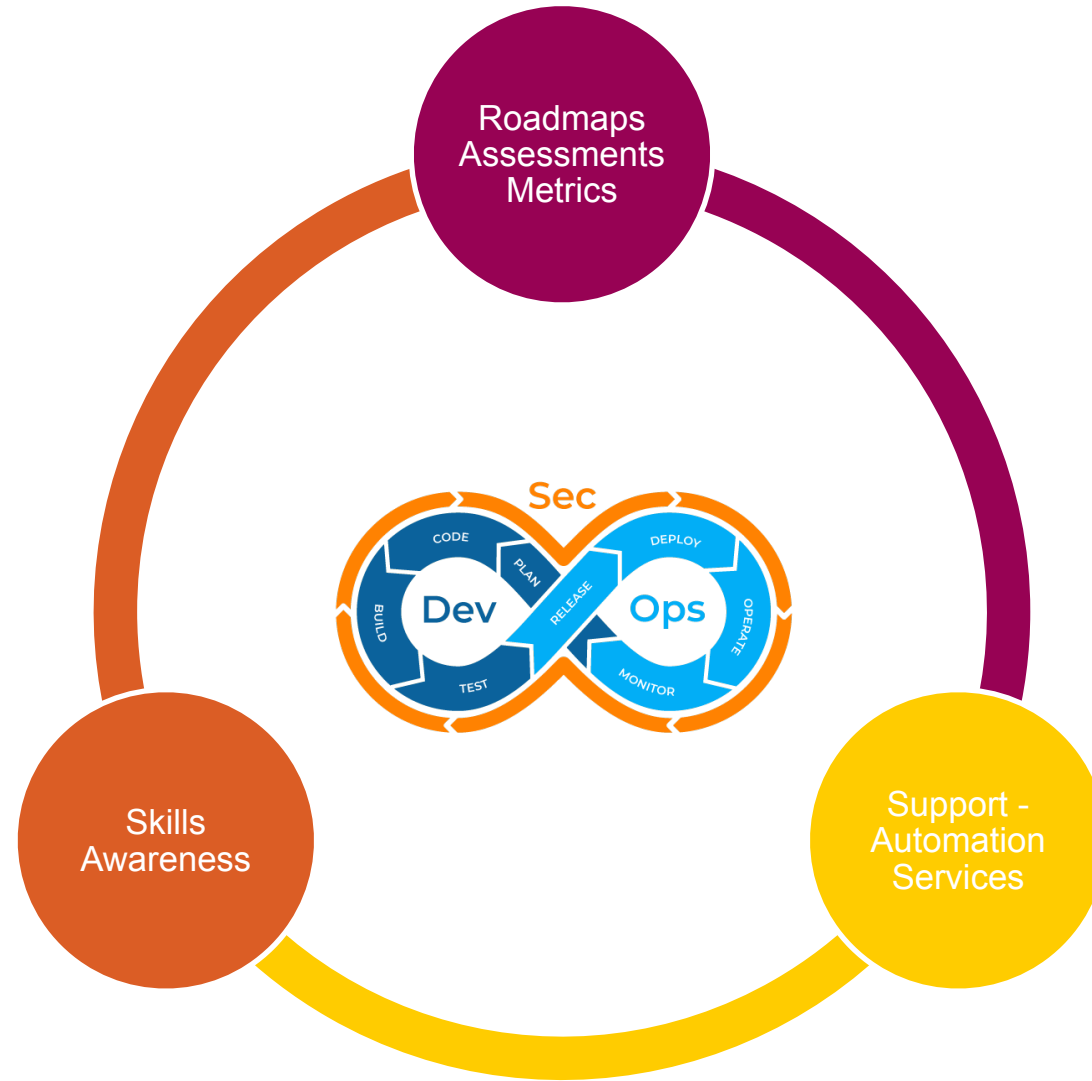 Roadmaps
Assessments
Metrics
Sec
CODE
PLAN
DEPLOY
BUILD
Dev
RELEASE
Ops
OPERATE
TEST
MONITOR
Skills
Awareness
Support -
Automation
Services